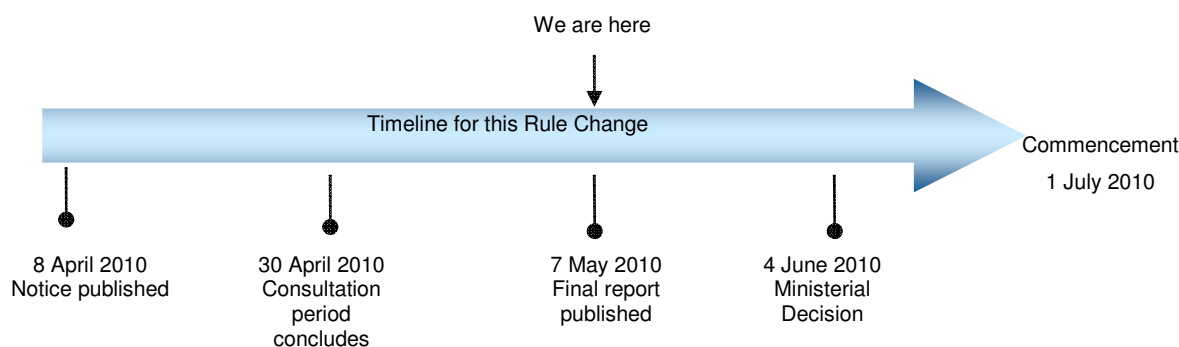 We are here
Timeline for this Rule Change
Commencement
1 July 2010
8 April 2010
Notice published
30 April 2010
Consultation
period
concludes
7 May 2010
Final report
published
4 June 2010
Ministerial
Decision